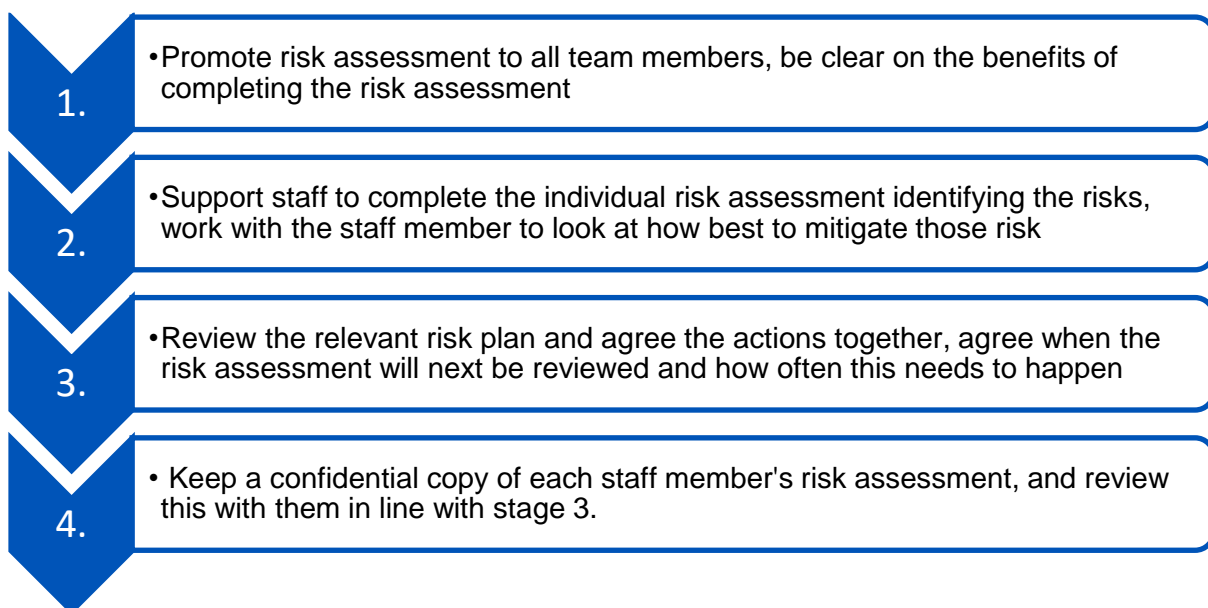 1.
•Promote risk assessment to all team members, be clear on the benefits of
completing the risk assessment
2.
•Support staff to complete the individual risk assessment identifying the risks,
work with the staff member to look at how best to mitigate those risk
3.
•Review the relevant risk plan and agree the actions together, agree when the
risk assessment will next be reviewed and how often this needs to happen
4.
• Keep a confidential copy of each staff member's risk assessment, and review
this with them in line with stage 3.